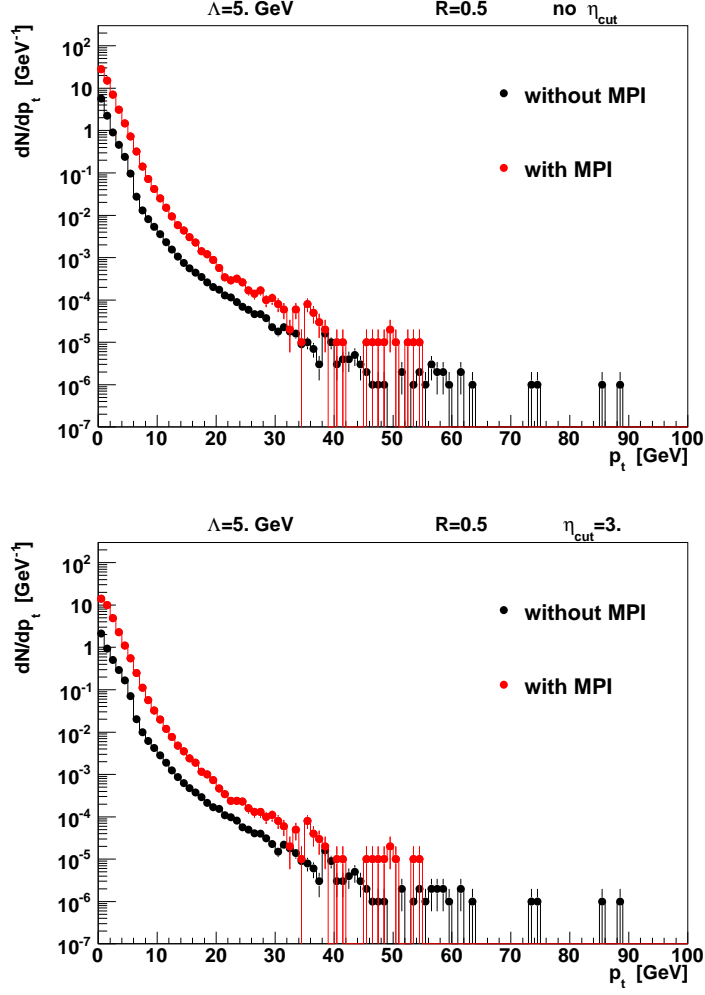 Λ=5. GeV R=0.5 no η_cut
dN/dp_t [GeV⁻¹]
10²
10
1
10⁻¹
10⁻²
10⁻³
10⁻⁴
10⁻⁵
10⁻⁶
10⁻⁷
without MPI
with MPI
0 10 20 30 40 50 60 70 80 90 100
p_t [GeV]
Λ=5. GeV R=0.5 η_cut=3.
dN/dp_t [GeV⁻¹]
10²
10
1
10⁻¹
10⁻²
10⁻³
10⁻⁴
10⁻⁵
10⁻⁶
10⁻⁷
without MPI
with MPI
0 10 20 30 40 50 60 70 80 90 100
p_t [GeV]